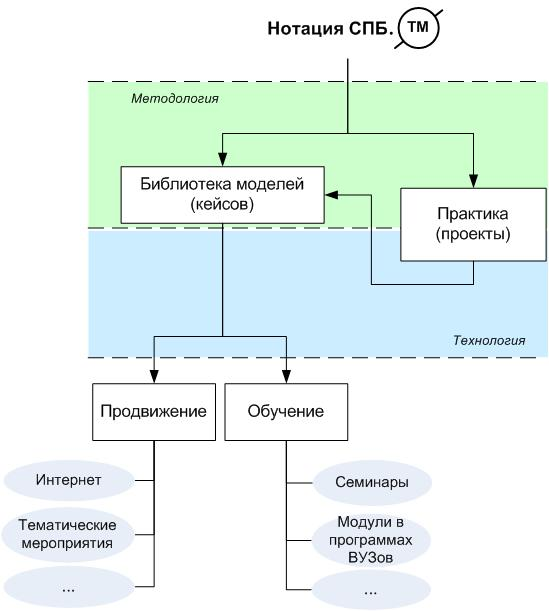 Нотация СПБ. ТМ
Методология
Библиотека моделей
(кейсов)
Практика
(проекты)
Технология
Продвижение
Обучение
Интернет
Тематические
мероприятия
...
Семинары
Модули в
программах
ВУЗов
...